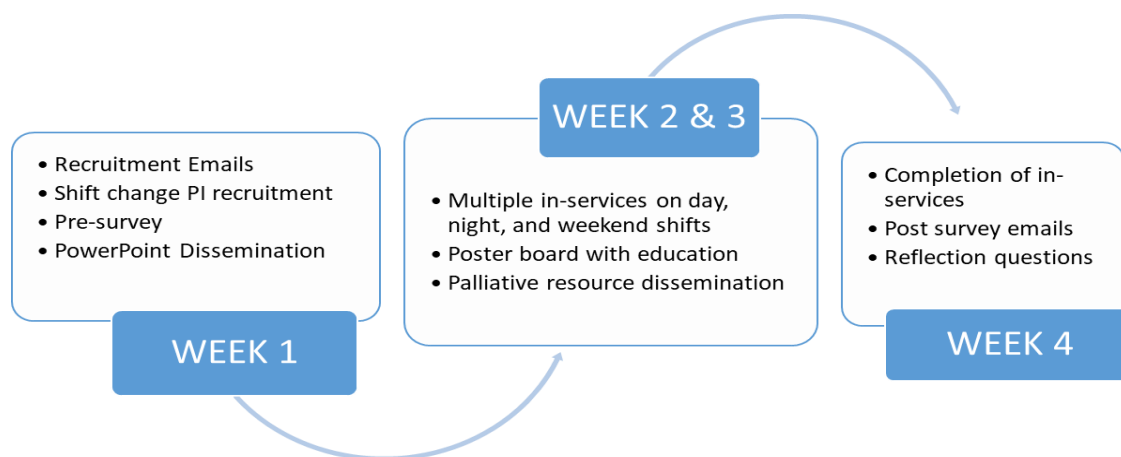 • Recruitment Emails
• Shift change PI recruitment
• Pre-survey
• PowerPoint Dissemination
WEEK 1
WEEK 2 & 3
• Multiple in-services on day,
night, and weekend shifts
• Poster board with education
• Palliative resource dissemination
• Completion of in-
services
• Post survey emails
• Reflection questions
WEEK 4